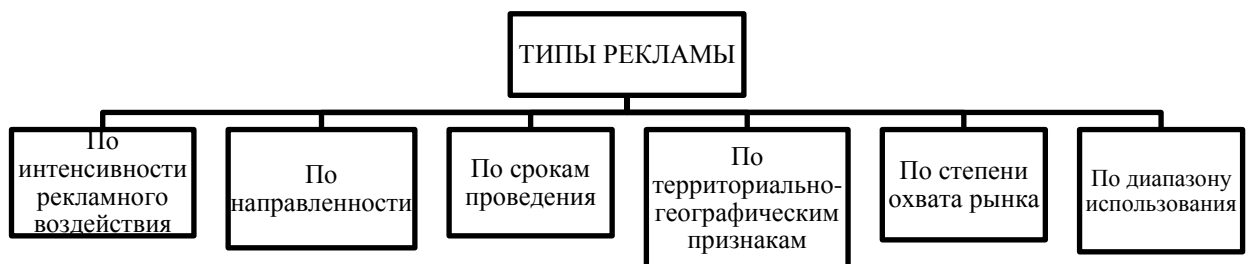 ТИПЫ РЕКЛАМЫ
По
интенсивности
рекламного
воздействия
По
направленности
По срокам
проведения
По
территориально-
географическим
признакам
По степени
охвата рынка
По диапазону
использования